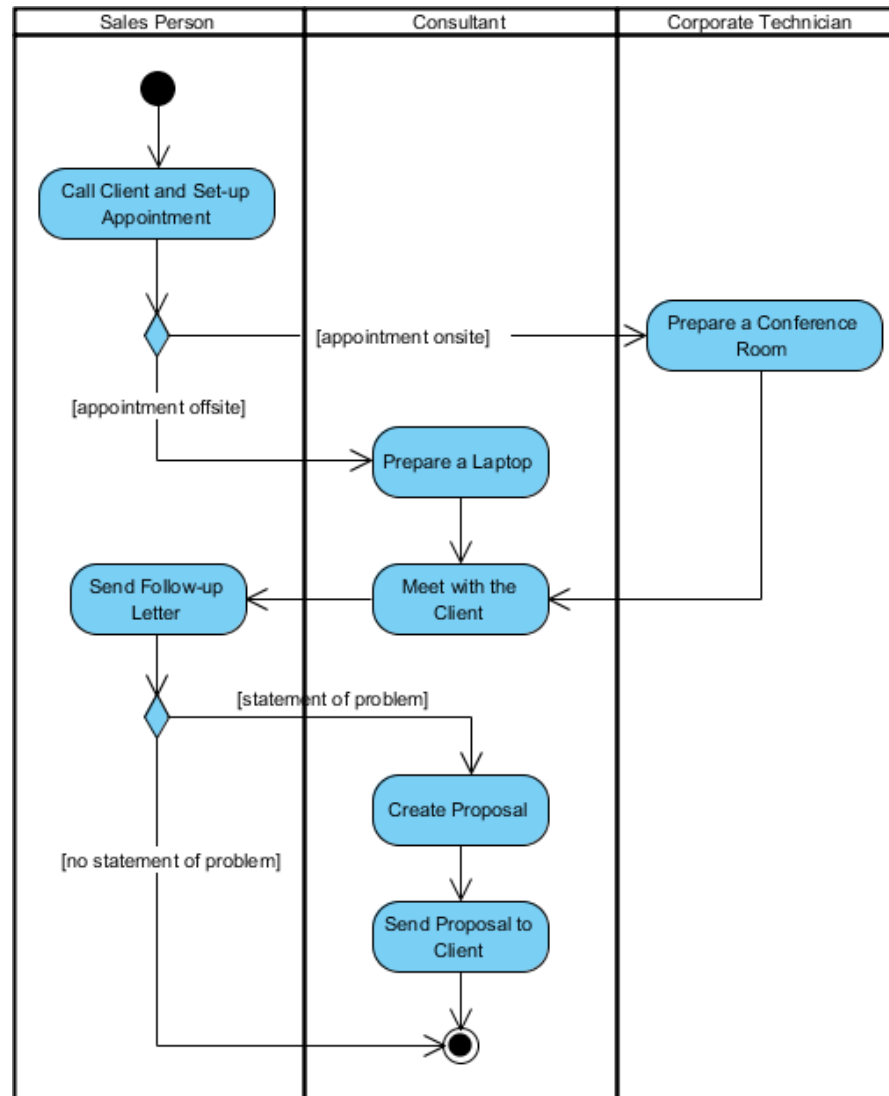 Sales Person
Consultant
Corporate Technician
Call Client and Set-up
Appointment
[appointment onsite]
Prepare a Conference
Room
[appointment offsite]
Prepare a Laptop
Send Follow-up
Letter
Meet with the
Client
[statement of problem]
Create Proposal
[no statement of problem]
Send Proposal to
Client